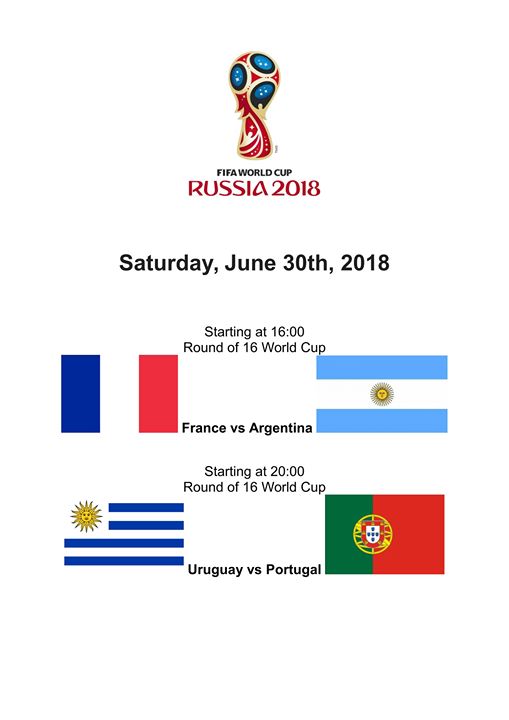 FIFA WORLD CUP
RUSSIA 2018
Saturday, June 30th, 2018
Starting at 16:00
Round of 16 World Cup
France vs Argentina
Starting at 20:00
Round of 16 World Cup
Uruguay vs Portugal